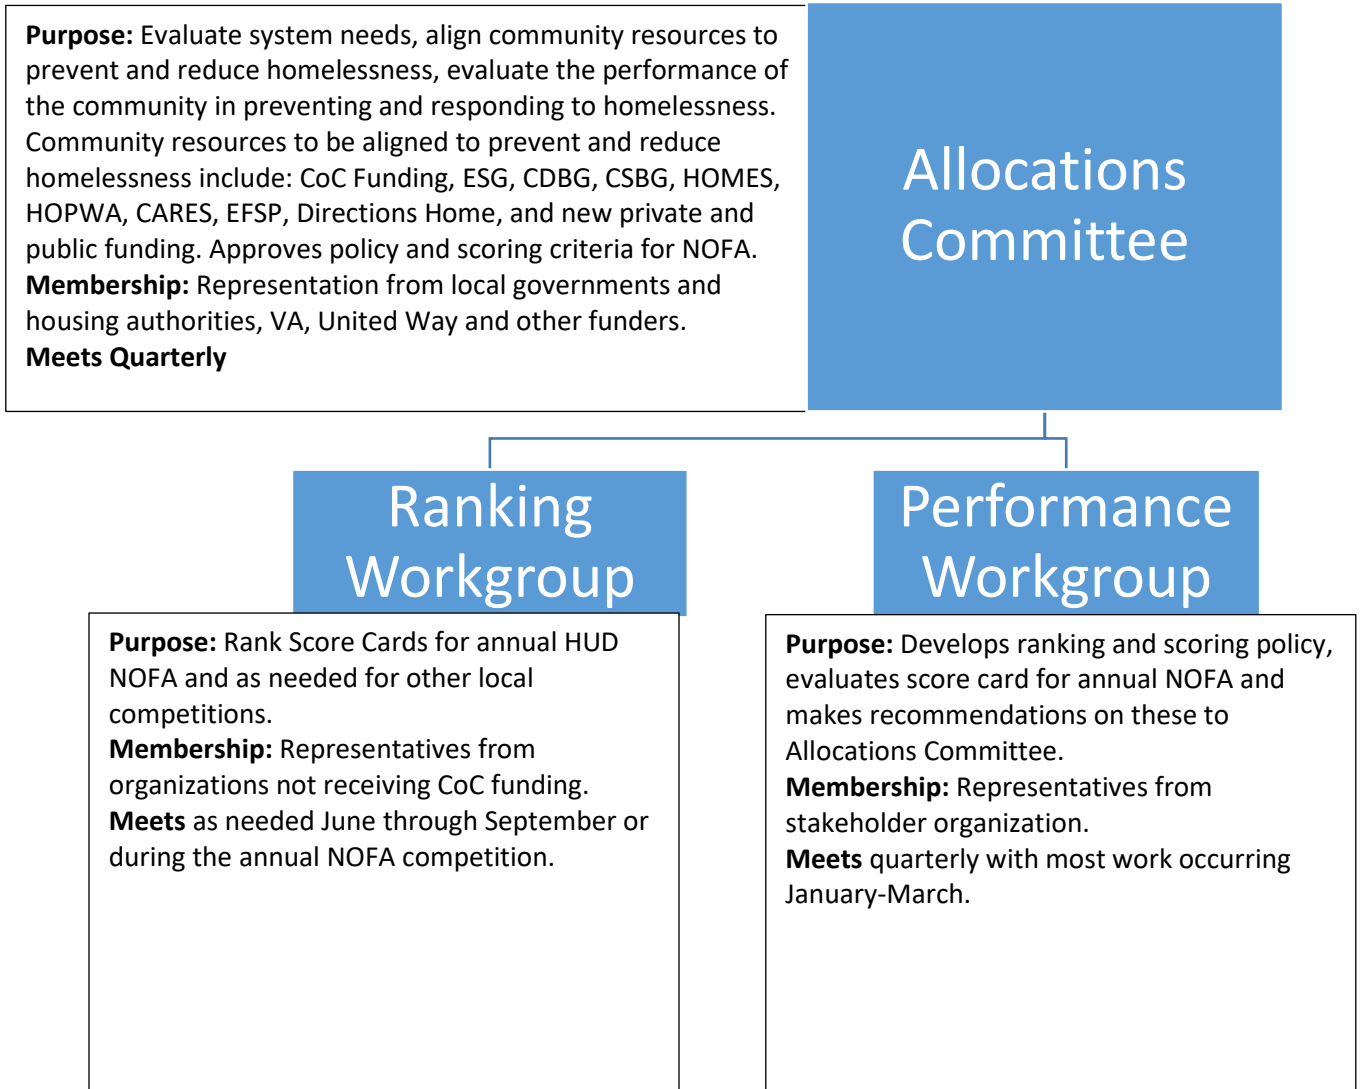 Purpose: Evaluate system needs, align community resources to
prevent and reduce homelessness, evaluate the performance of
the community in preventing and responding to homelessness.
Community resources to be aligned to prevent and reduce
homelessness include: CoC Funding, ESG, CDBG, CSBG, HOMES,
HOPWA, CARES, EFSP, Directions Home, and new private and
public funding. Approves policy and scoring criteria for NOFA.
Membership: Representation from local governments and
housing authorities, VA, United Way and other funders.
Meets Quarterly
Allocations
Committee
Ranking
Workgroup
Purpose: Rank Score Cards for annual HUD
NOFA and as needed for other local
competitions.
Membership: Representatives from
organizations not receiving CoC funding.
Meets as needed June through September or
during the annual NOFA competition.
Performance
Workgroup
Purpose: Develops ranking and scoring policy,
evaluates score card for annual NOFA and
makes recommendations on these to
Allocations Committee.
Membership: Representatives from
stakeholder organization.
Meets quarterly with most work occurring
January-March.